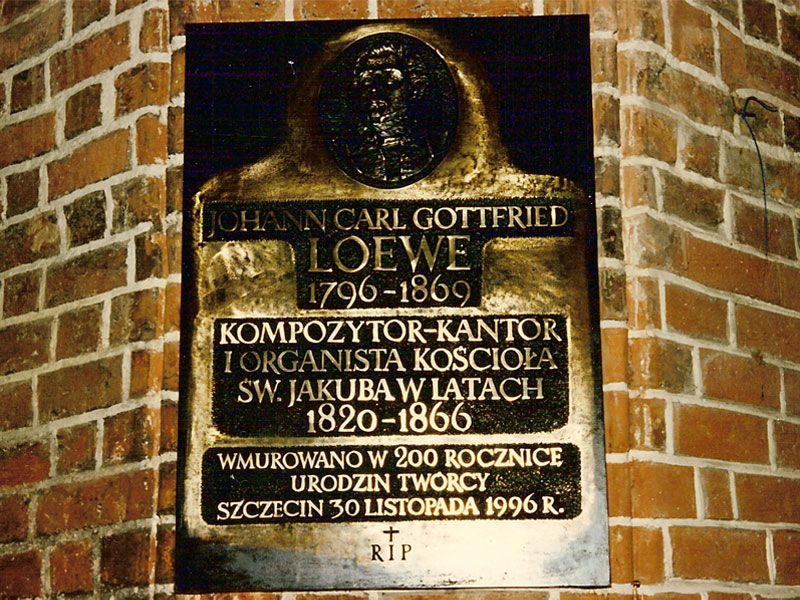 JOHANN CARL GOTTFRIED
LOEWE
1796-1869
KOMPOZYTOR-KANTOR
I ORGANISTA KOŚCIOŁA
ŚW. JAKUBA W LATACH
1820-1866
WMUROWANO W 200 ROCZNICĘ
URODZIN TWÓRCY
SZCZECIN 30 LISTOPADA 1996 R.
RIP